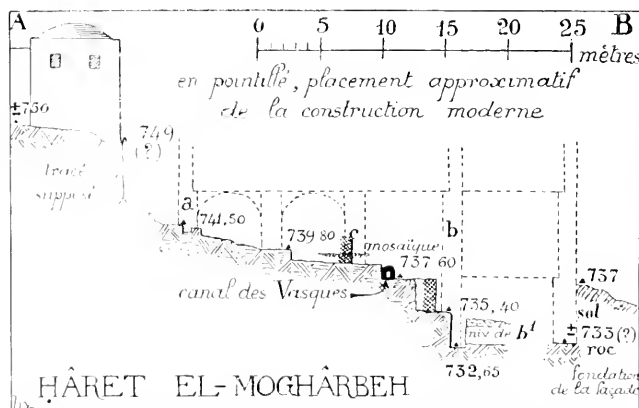 A 0 5 10 15 20 25 B
mètres
en pointillé, placement approximatif
de la construction moderne
±750
749
(?)
tracé
supposé
a
741,50
739 80
c
mosaïque
b
737 60
canal des Vasques
735, 40
niv. de b¹
732,65
737
sol
±733(?)
roc
fondation
de la façade
ḤÂRET EL-MOGHÂRBEH